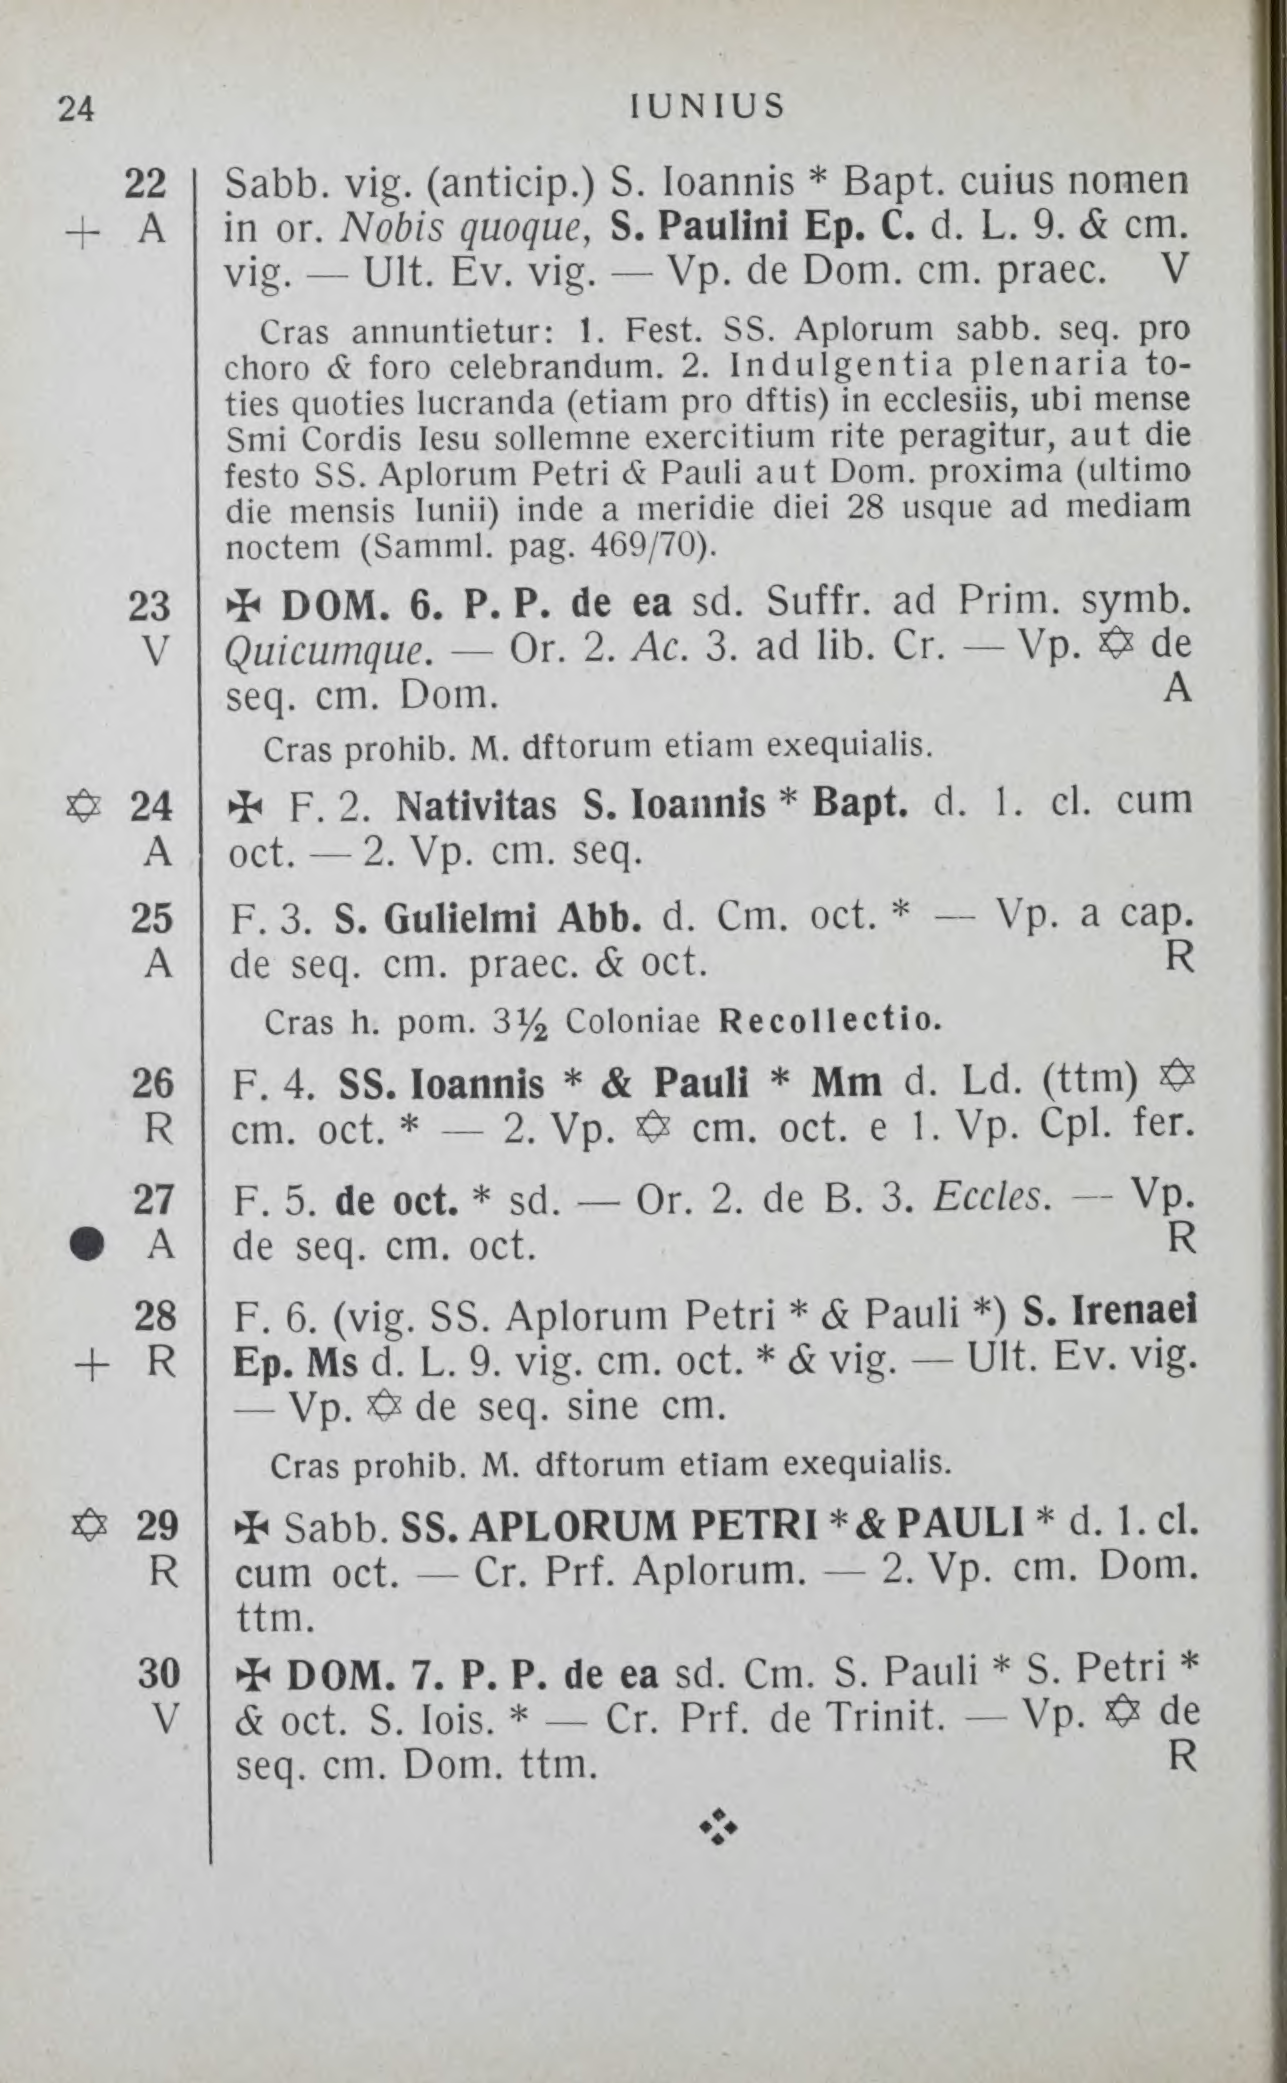 24 IUNIUS
22 Sabb. vig. (anticip.) S. Ioannis * Bapt. cuius nomen
+ A in or. Nobis quoque, S. Paulini Ep. C. d. L. 9. & cm.
vig. — Ult. Ev. vig. — Vp. de Dom. cm. praec. V
Cras annuntietur: 1. Fest. SS. Aplorum sabb. seq. pro
choro & foro celebrandum. 2. Indulgentia plenaria to-
ties quoties lucranda (etiam pro dftis) in ecclesiis, ubi mense
Smi Cordis Iesu sollemne exercitium rite peragitur, aut die
festo SS. Aplorum Petri & Pauli aut Dom. proxima (ultimo
die mensis Iunii) inde a meridie diei 28 usque ad mediam
noctem (Samml. pag. 469/70).
23 ✠ DOM. 6. P. P. de ea sd. Suffr. ad Prim. symb.
V Quicumque. — Or. 2. Ac. 3. ad lib. Cr. — Vp. ✡ de
seq. cm. Dom. A
Cras prohib. M. dftorum etiam exequialis.
✡ 24 ✠ F. 2. Nativitas S. Ioannis * Bapt. d. 1. cl. cum
A oct. — 2. Vp. cm. seq.
25 F. 3. S. Gulielmi Abb. d. Cm. oct. * — Vp. a cap.
A de seq. cm. praec. & oct. R
Cras h. pom. 3½ Coloniae Recollectio.
26 F. 4. SS. Ioannis * & Pauli * Mm d. Ld. (ttm) ✡
R cm. oct. * — 2. Vp. ✡ cm. oct. e 1. Vp. Cpl. fer.
27 F. 5. de oct. * sd. — Or. 2. de B. 3. Eccles. — Vp.
● A de seq. cm. oct. R
28 F. 6. (vig. SS. Aplorum Petri * & Pauli *) S. Irenaei
+ R Ep. Ms d. L. 9. vig. cm. oct. * & vig. — Ult. Ev. vig.
— Vp. ✡ de seq. sine cm.
Cras prohib. M. dftorum etiam exequialis.
✡ 29 ✠ Sabb. SS. APLORUM PETRI * & PAULI * d. 1. cl.
R cum oct. — Cr. Prf. Aplorum. — 2. Vp. cm. Dom.
ttm.
30 ✠ DOM. 7. P. P. de ea sd. Cm. S. Pauli * S. Petri *
V & oct. S. Iois. * — Cr. Prf. de Trinit. — Vp. ✡ de
seq. cm. Dom. ttm. R